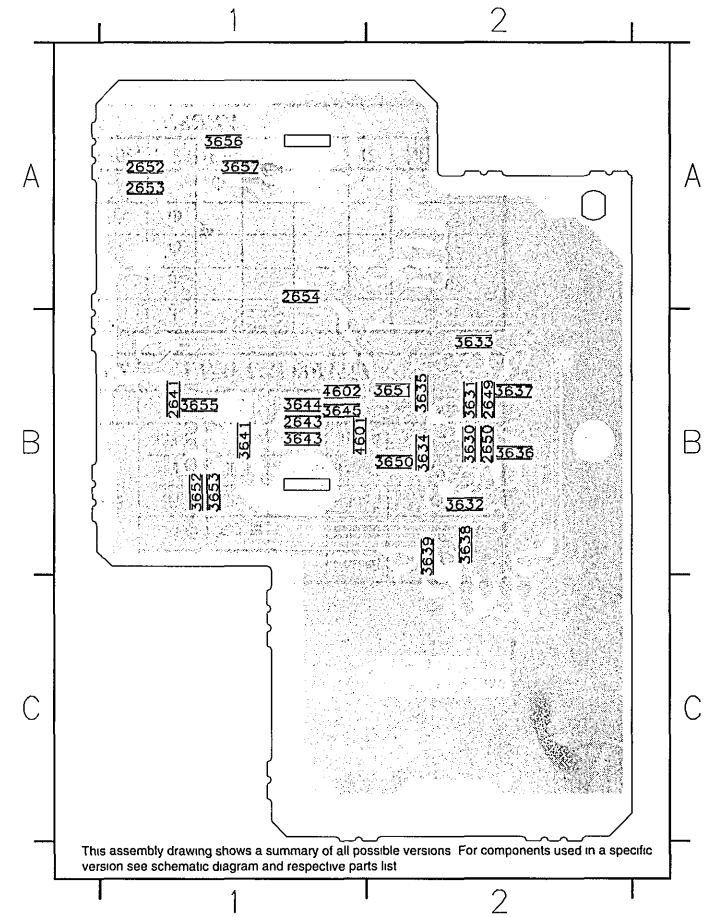 1 2
3656
A 2652 3657 A
2653
2654
3633
2641 3655 4602 3651 3635 3631 2649 3637
3644
3645
2643
3641 3643 4601 3634 3630 2650 3636
B B
3650
3652 3653
3632
3639 3638
C C
This assembly drawing shows a summary of all possible versions For components used in a specific
version see schematic diagram and respective parts list
1 2